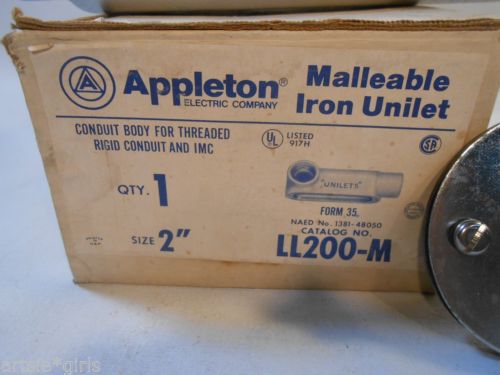 A
Appleton®
ELECTRIC COMPANY
Malleable
Iron Unilet
CONDUIT BODY FOR THREADED
RIGID CONDUIT AND IMC
UL
LISTED
917H
SA
QTY. 1
SIZE 2"
"UNILETS"
FORM 35,
NAED No. 1381-48050
CATALOG NO.
LL200-M
artsie*girls